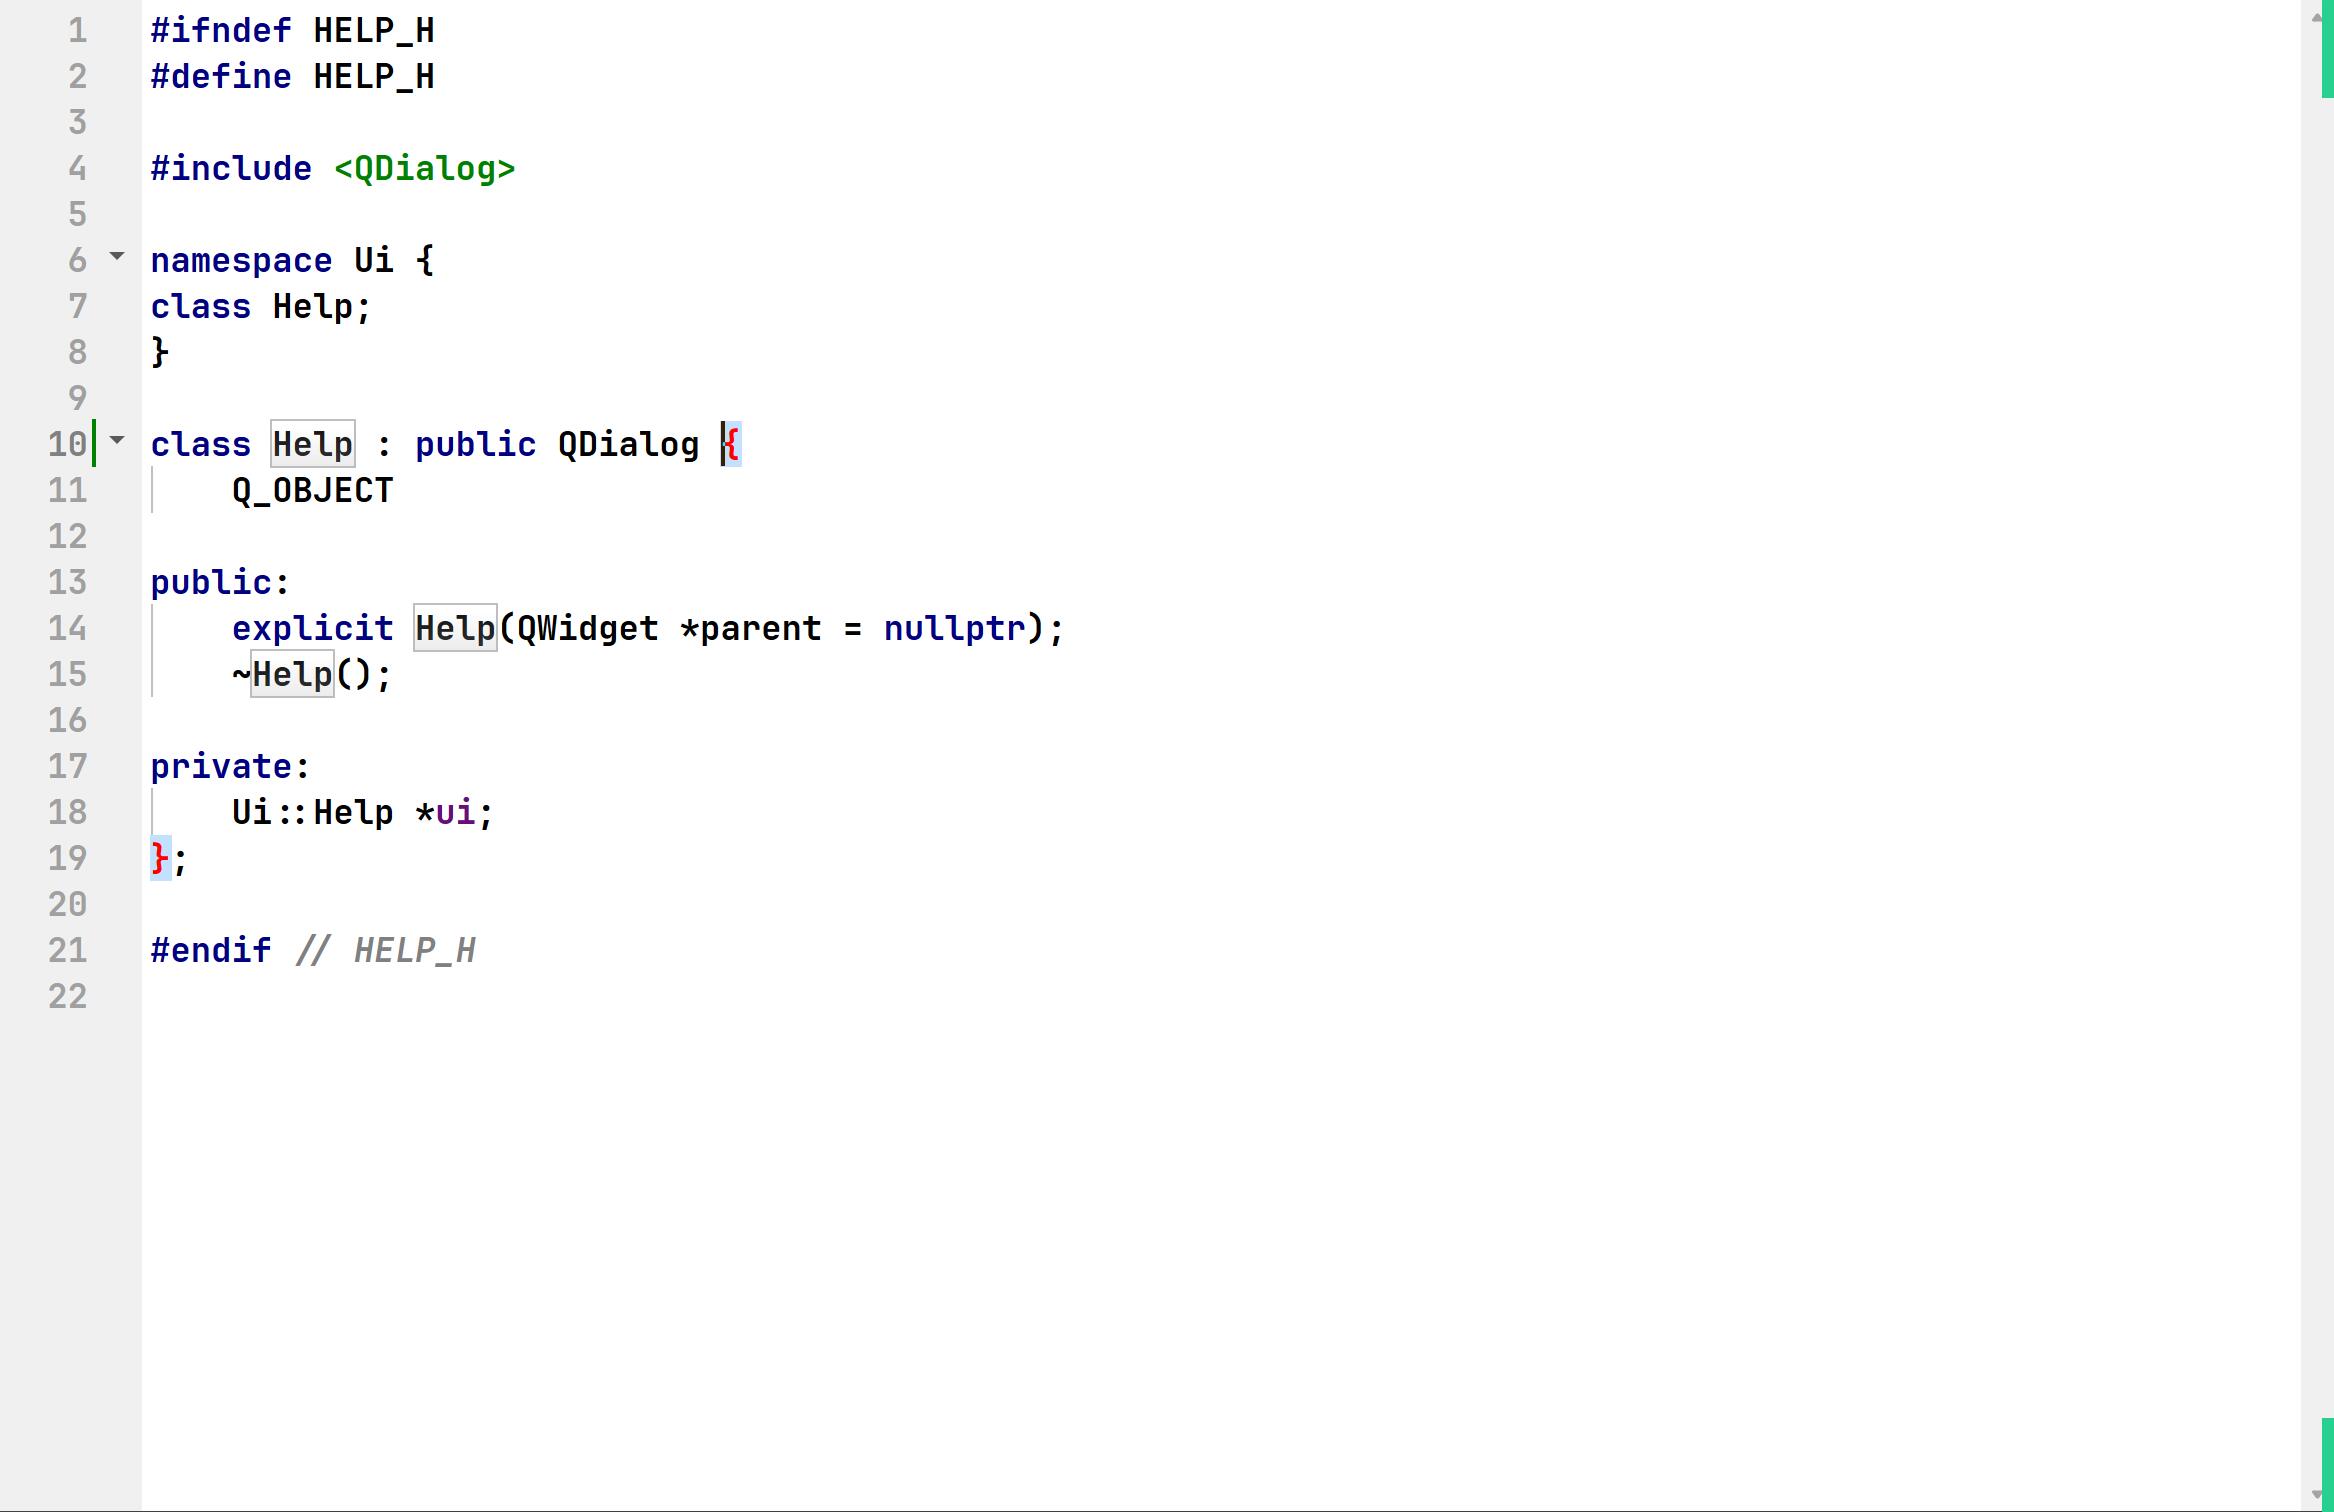 1 #ifndef HELP_H
2 #define HELP_H
3
4 #include <QDialog>
5
6 namespace Ui {
7 class Help;
8 }
9
10 class Help : public QDialog {
11     Q_OBJECT
12
13 public:
14     explicit Help(QWidget *parent = nullptr);
15     ~Help();
16
17 private:
18     Ui::Help *ui;
19 };
20
21 #endif // HELP_H
22